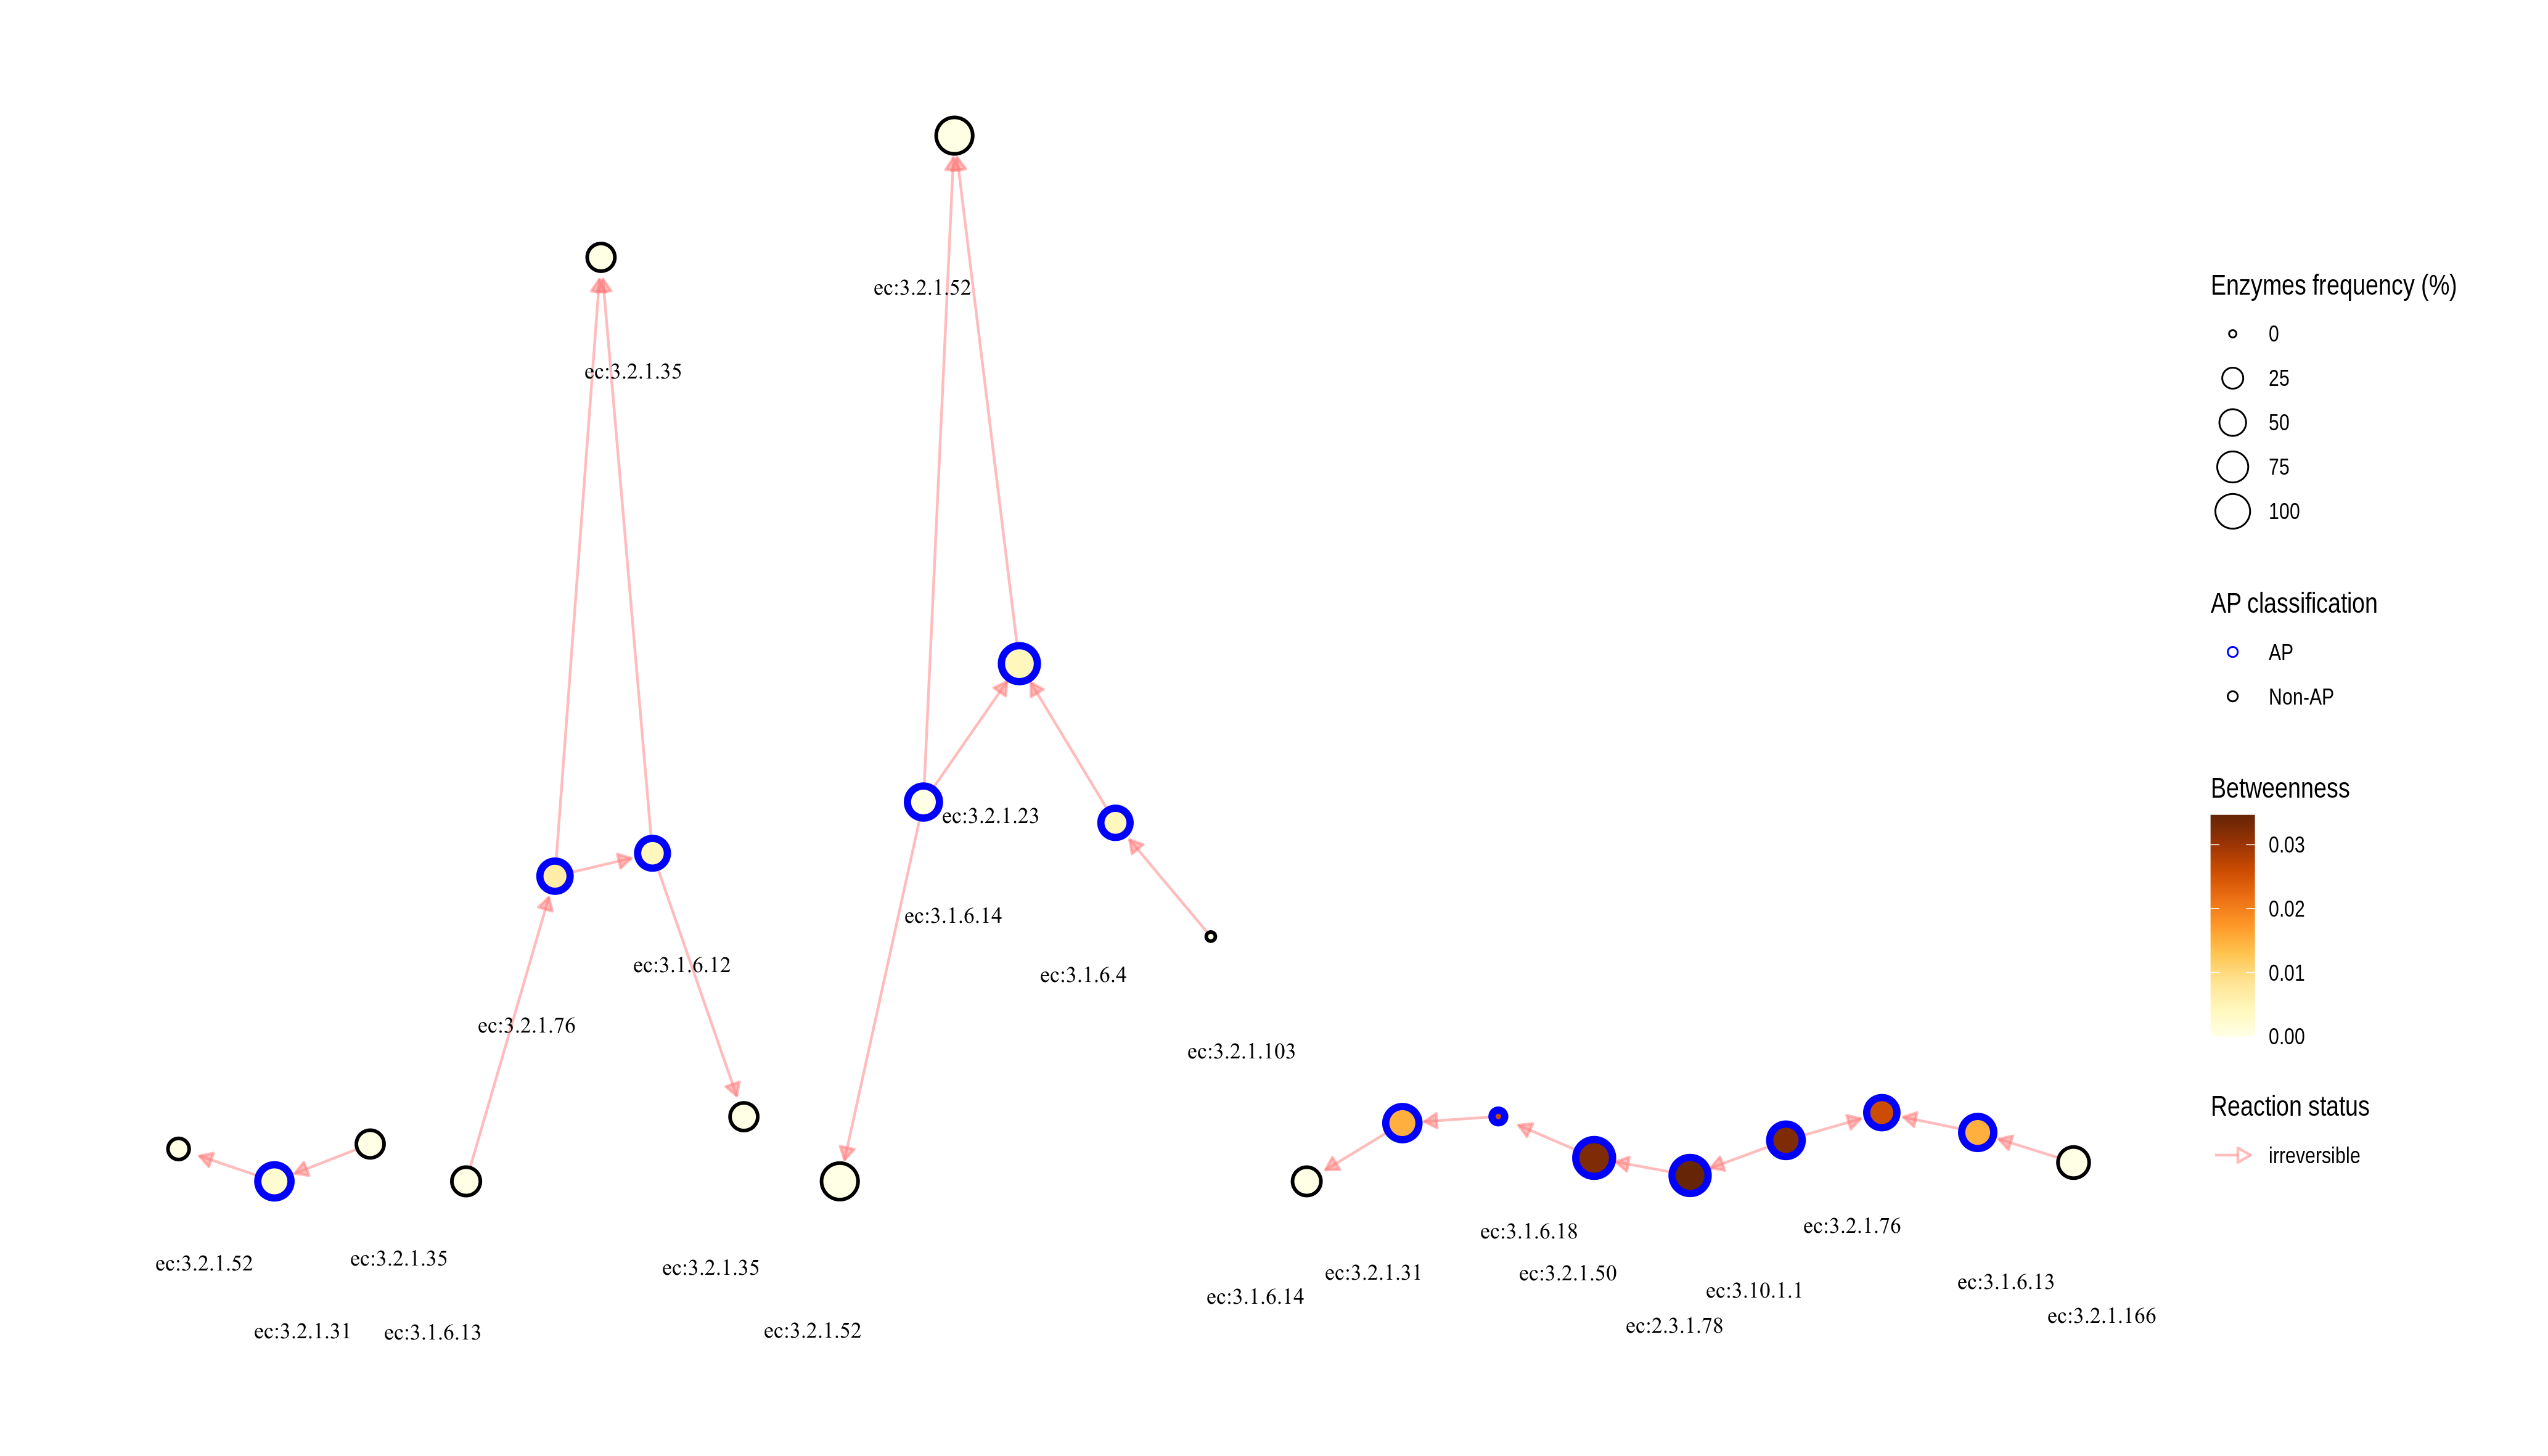 ec:3.2.1.52
ec:3.2.1.35
ec:3.2.1.23
ec:3.1.6.14
ec:3.1.6.12
ec:3.1.6.4
ec:3.2.1.76
ec:3.2.1.103
ec:3.2.1.52
ec:3.2.1.35
ec:3.2.1.35
ec:3.2.1.31
ec:3.1.6.13
ec:3.2.1.52
ec:3.1.6.14
ec:3.2.1.31
ec:3.1.6.18
ec:3.2.1.50
ec:2.3.1.78
ec:3.10.1.1
ec:3.2.1.76
ec:3.1.6.13
ec:3.2.1.166
Enzymes frequency (%)
0
25
50
75
100
AP classification
AP
Non-AP
Betweenness
0.03
0.02
0.01
0.00
Reaction status
irreversible